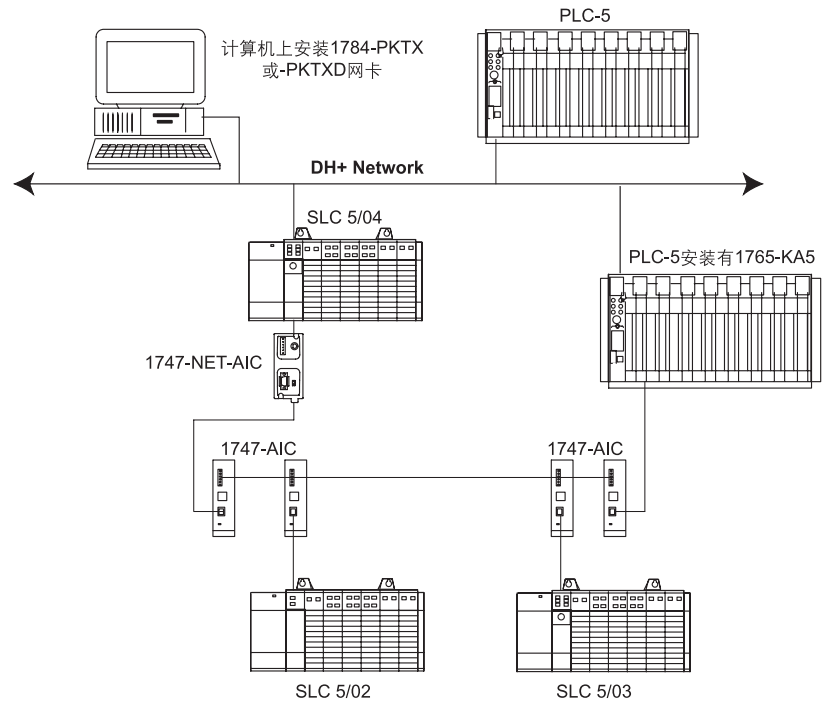 PLC-5
计算机上安装1784-PKTX
或-PKTXD网卡
DH+ Network
SLC 5/04
PLC-5安装有1765-KA5
1747-NET-AIC
1747-AIC
1747-AIC
SLC 5/02
SLC 5/03